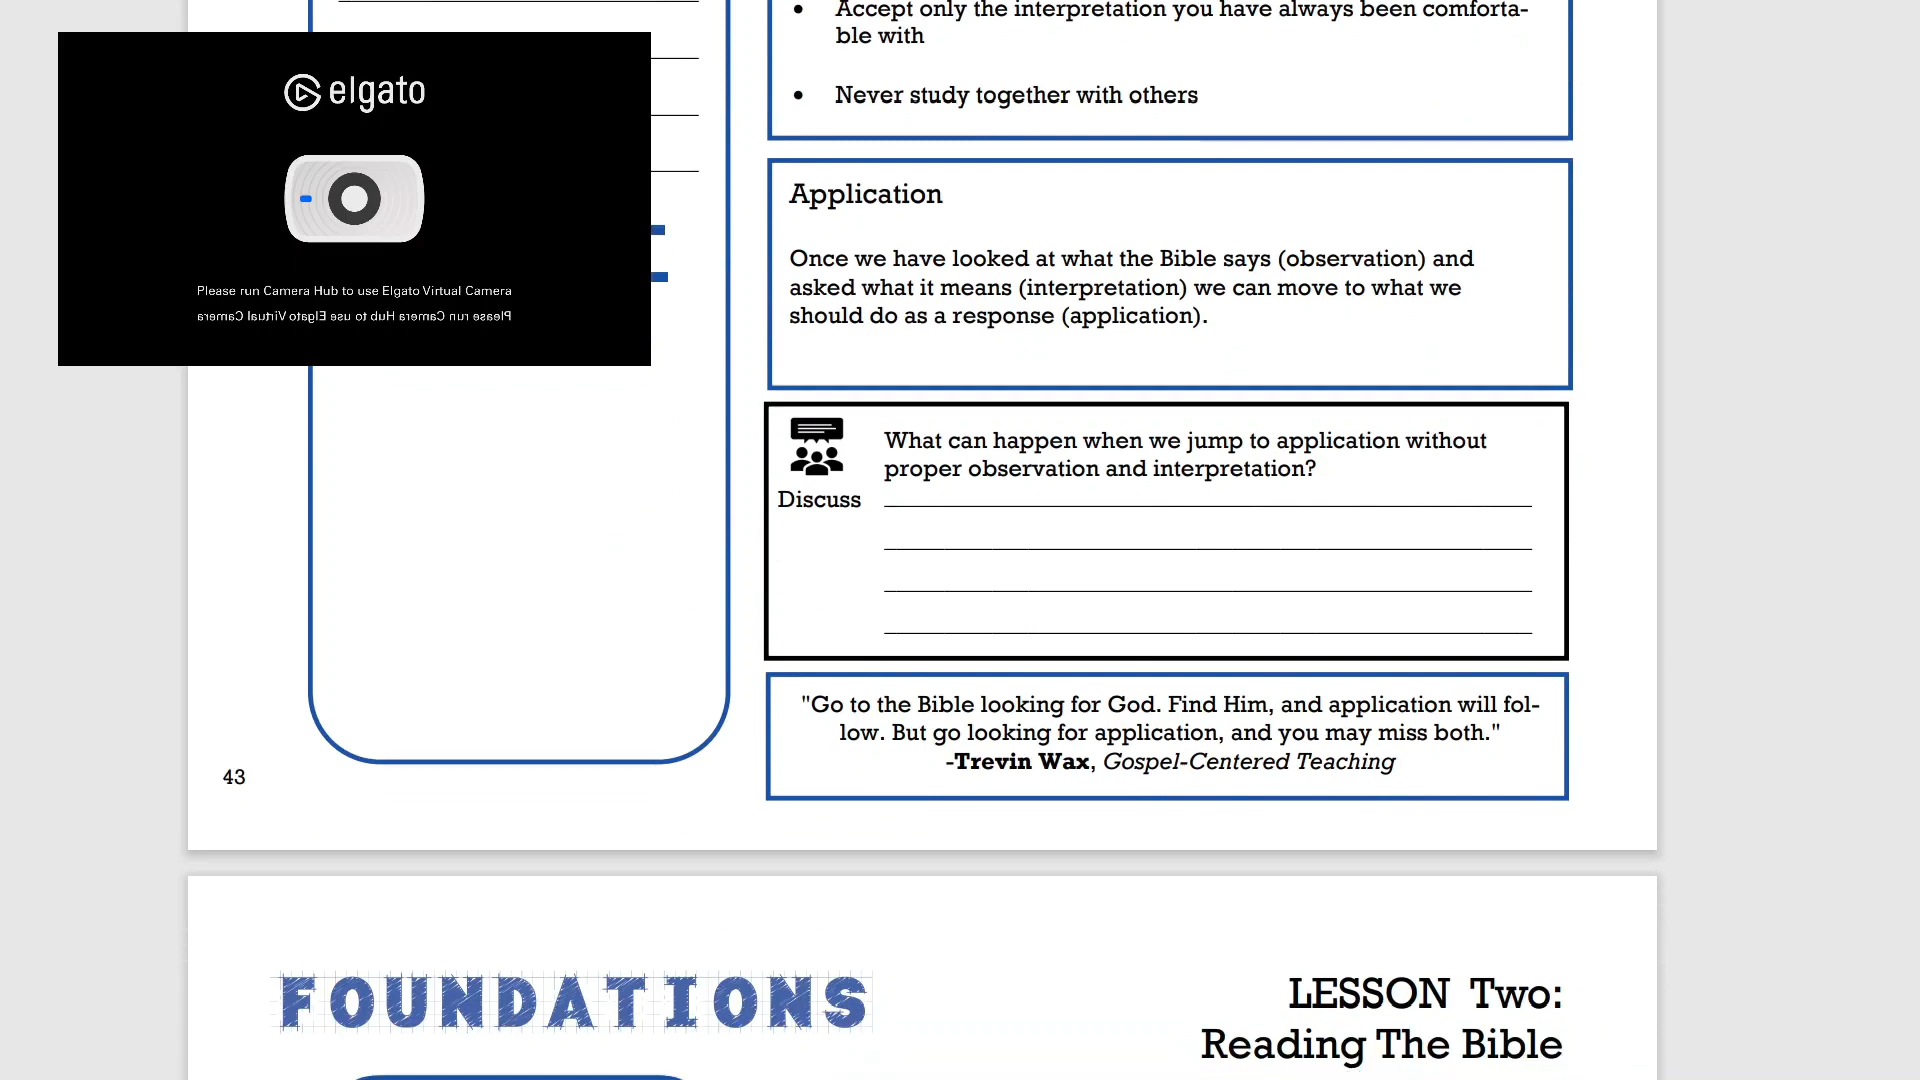 Accept only the interpretation you have always been comforta-
ble with
Never study together with others
elgato
Please run Camera Hub to use Elgato Virtual Camera
Please run Camera Hub to use Elgato Virtual Camera
Application
Once we have looked at what the Bible says (observation) and
asked what it means (interpretation) we can move to what we
should do as a response (application).
Discuss
What can happen when we jump to application without
proper observation and interpretation?
"Go to the Bible looking for God. Find Him, and application will fol-
low. But go looking for application, and you may miss both."
-Trevin Wax, Gospel-Centered Teaching
43
FOUNDATIONS
LESSON Two:
Reading The Bible